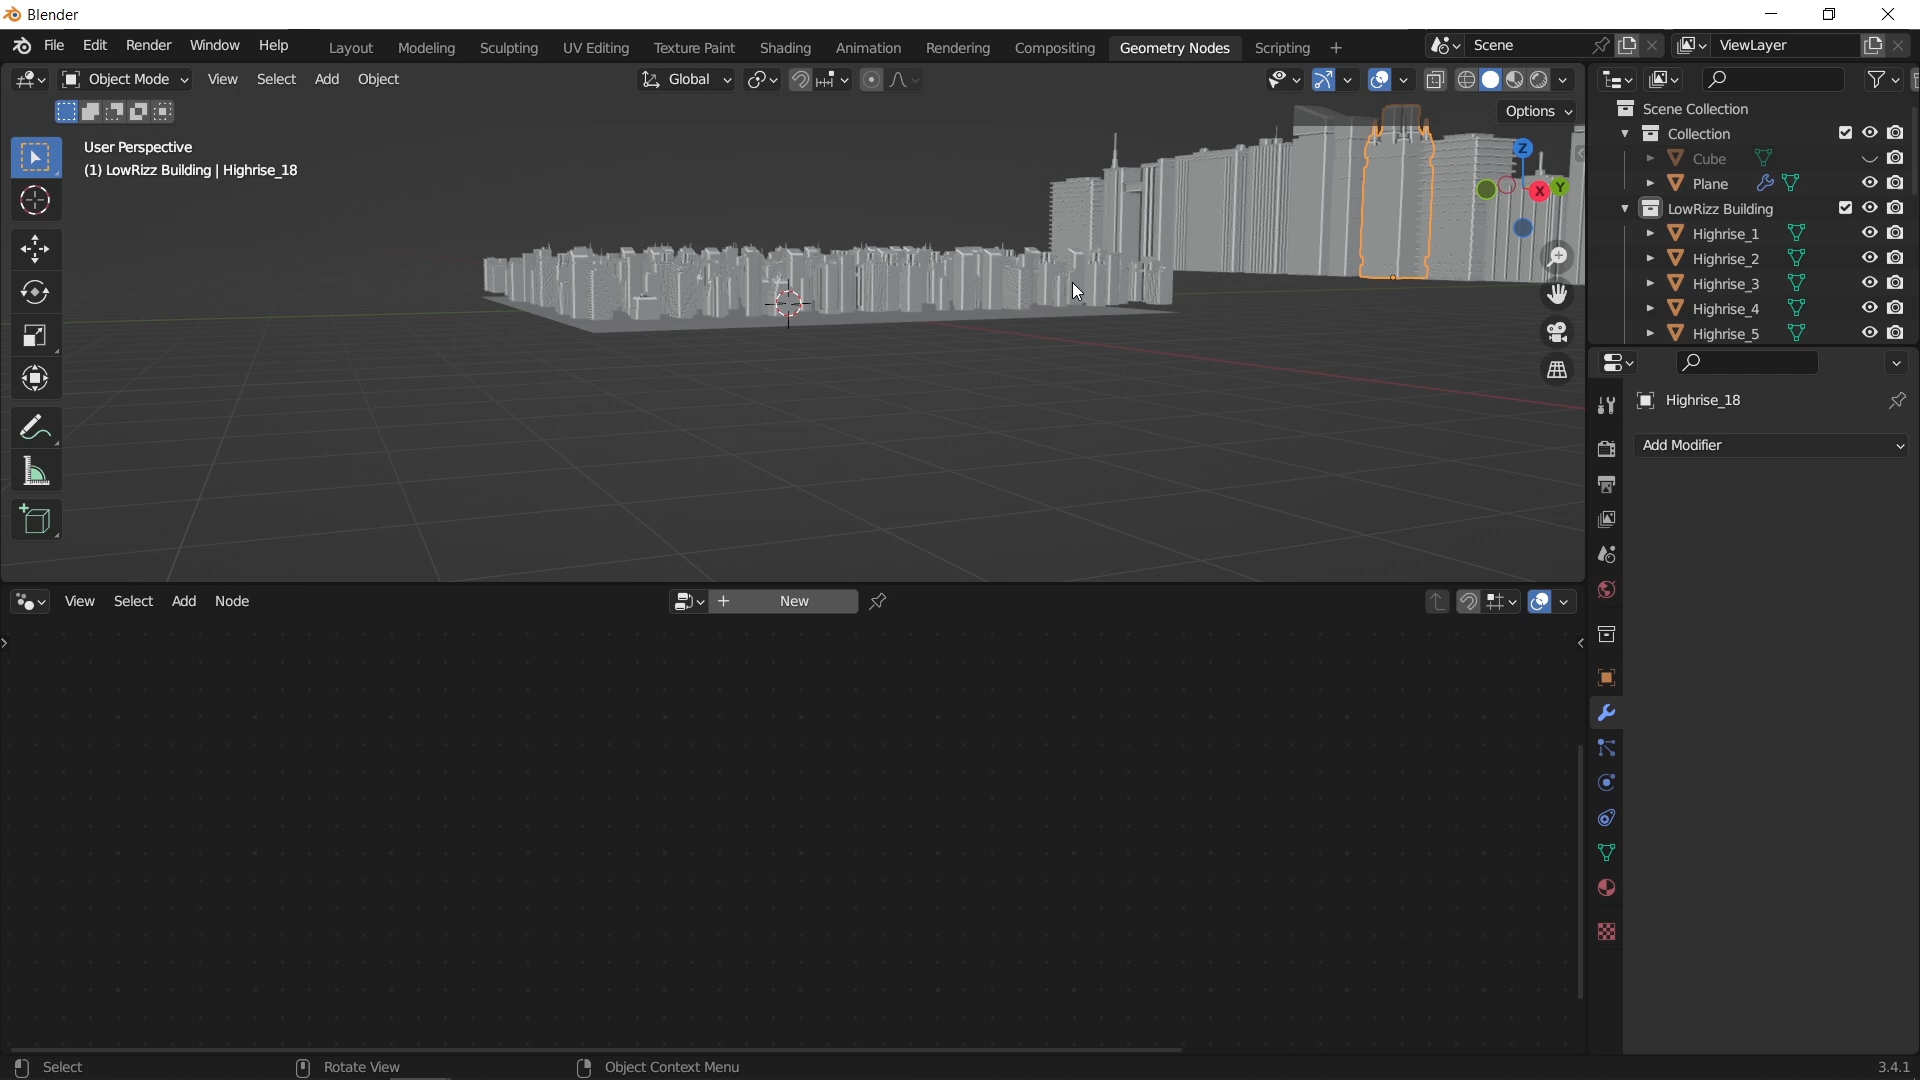 Blender
File Edit Render Window Help Layout Modeling Sculpting UV Editing Texture Paint Shading Animation Rendering Compositing Geometry Nodes Scripting + Scene ViewLayer
Object Mode View Select Add Object Global
Options
User Perspective
(1) LowRizz Building | Highrise_18
Z
X
Y
Scene Collection
Collection
Cube
Plane
LowRizz Building
Highrise_1
Highrise_2
Highrise_3
Highrise_4
Highrise_5
Highrise_18
Add Modifier
View Select Add Node + New
Select Rotate View Object Context Menu 3.4.1